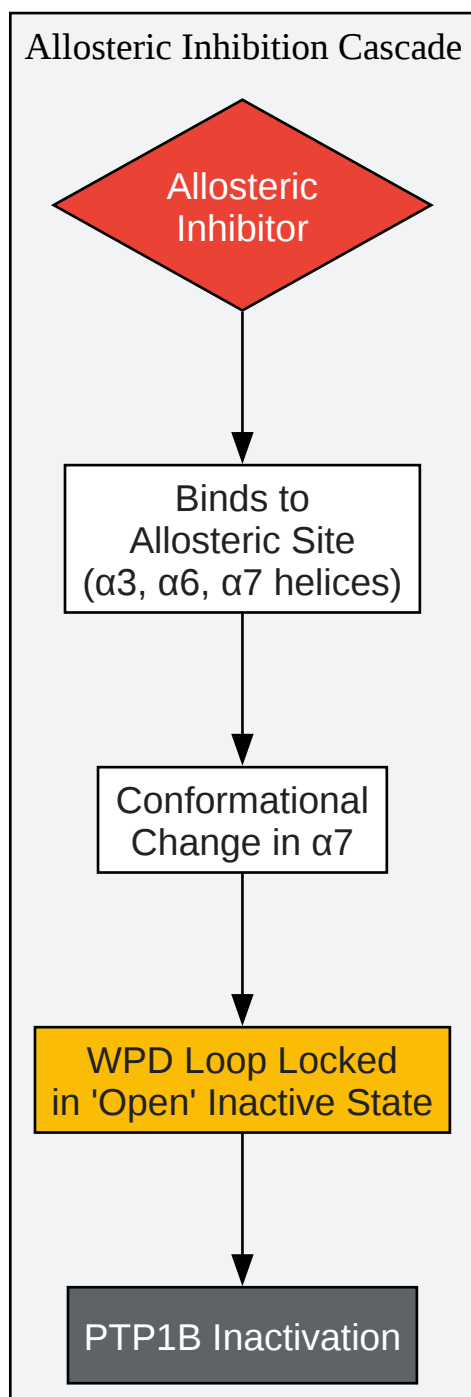 Allosteric Inhibition Cascade
Allosteric
Inhibitor
Binds to
Allosteric Site
(α3, α6, α7 helices)
Conformational
Change in α7
WPD Loop Locked
in 'Open' Inactive State
PTP1B Inactivation